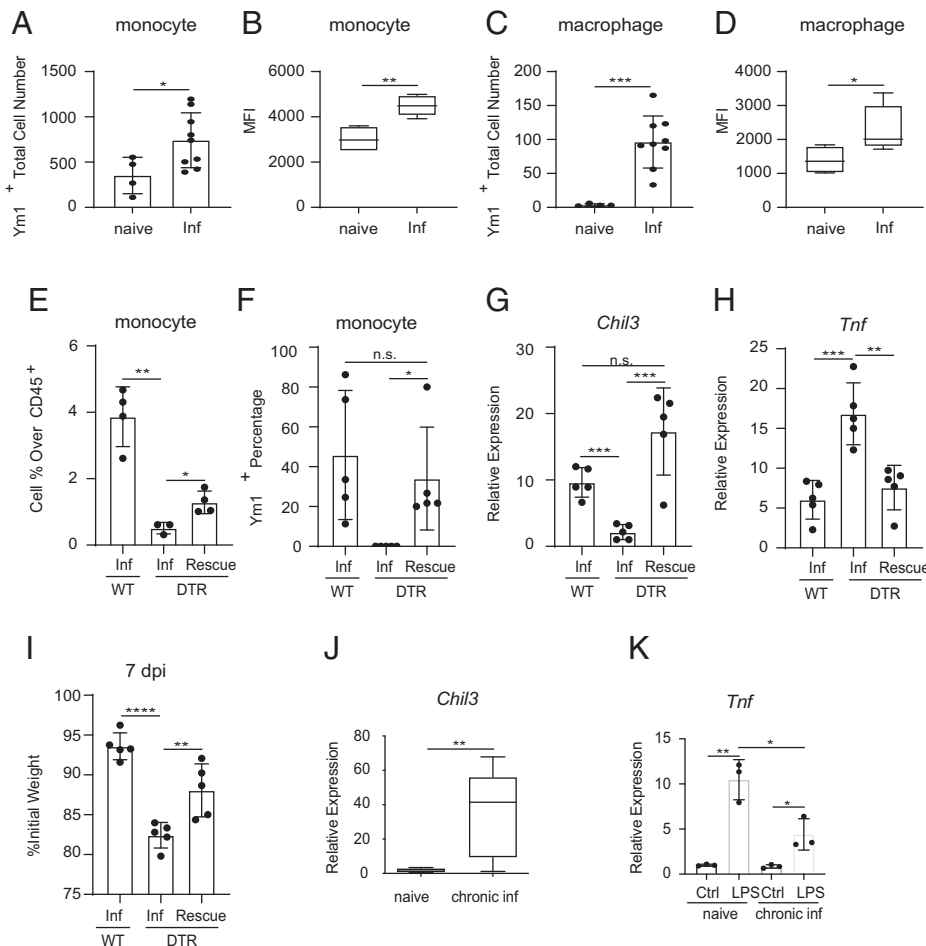 A
monocyte
Ym1 + Total Cell Number
1500
1000
500
0
*
naive
Inf
B
monocyte
MFI
6000
4000
2000
0
**
naive
Inf
C
macrophage
Ym1 + Total Cell Number
200
150
100
50
0
***
naive
Inf
D
macrophage
MFI
4000
3000
2000
1000
0
*
naive
Inf
E
monocyte
Cell % Over CD45+
6
4
2
0
**
*
Inf
Inf
Rescue
WT
DTR
F
monocyte
Ym1 + Percentage
100
80
60
40
20
0
n.s.
*
Inf
Inf
Rescue
WT
DTR
G
Chil3
Relative Expression
30
20
10
0
n.s.
***
***
Inf
Inf
Rescue
WT
DTR
H
Tnf
Relative Expression
25
20
15
10
5
0
***
**
Inf
Inf
Rescue
WT
DTR
I
7 dpi
%Initial Weight
100
95
90
85
80
75
****
**
Inf
Inf
Rescue
WT
DTR
J
Chil3
Relative Expression
80
60
40
20
0
**
naive
chronic inf
K
Tnf
Relative Expression
15
10
5
0
**
*
*
Ctrl
LPS
Ctrl
LPS
naive
chronic inf